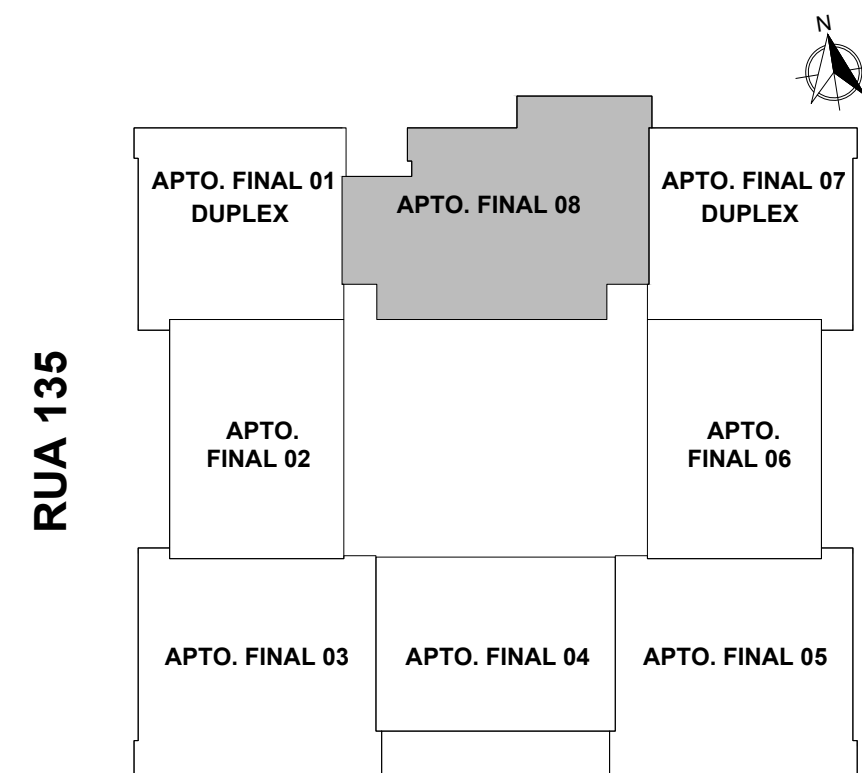 N
APTO. FINAL 01
DUPLEX
APTO. FINAL 08
APTO. FINAL 07
DUPLEX
RUA 135
APTO.
FINAL 02
APTO.
FINAL 06
APTO. FINAL 03
APTO. FINAL 04
APTO. FINAL 05